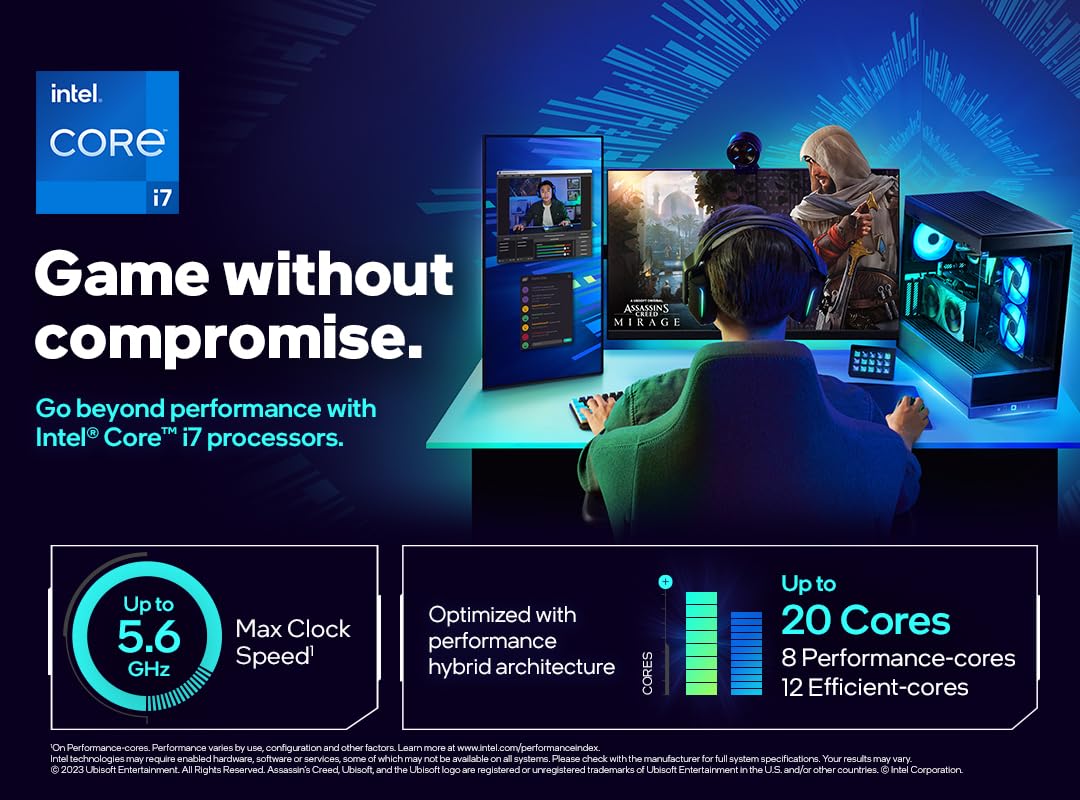 intel.
CORE™
i7
Game without
compromise.
Go beyond performance with
Intel® Core™ i7 processors.
A UBISOFT ORIGINAL
ASSASSIN'S
CREED
MIRAGE
Up to
5.6
GHz
Max Clock
Speed¹
Optimized with
performance
hybrid architecture
CORES
+
Up to
20 Cores
8 Performance-cores
12 Efficient-cores
¹On Performance-cores. Performance varies by use, configuration and other factors. Learn more at www.intel.com/performanceindex.
Intel technologies may require enabled hardware, software or services, some of which may not be available on all systems. Please check with the manufacturer for full system specifications. Your results may vary.
© 2023 Ubisoft Entertainment. All Rights Reserved. Assassin's Creed, Ubisoft, and the Ubisoft logo are registered or unregistered trademarks of Ubisoft Entertainment in the U.S. and/or other countries. © Intel Corporation.